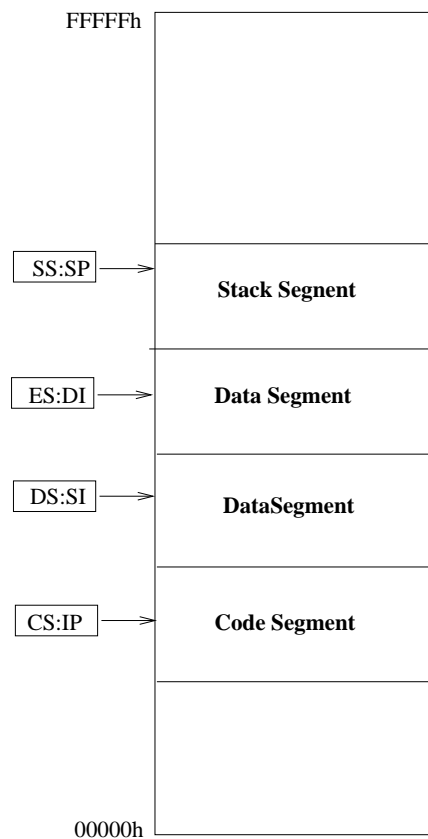 FFFFFh
SS:SP
Stack Segnent
ES:DI
Data Segment
DS:SI
DataSegment
CS:IP
Code Segment
00000h